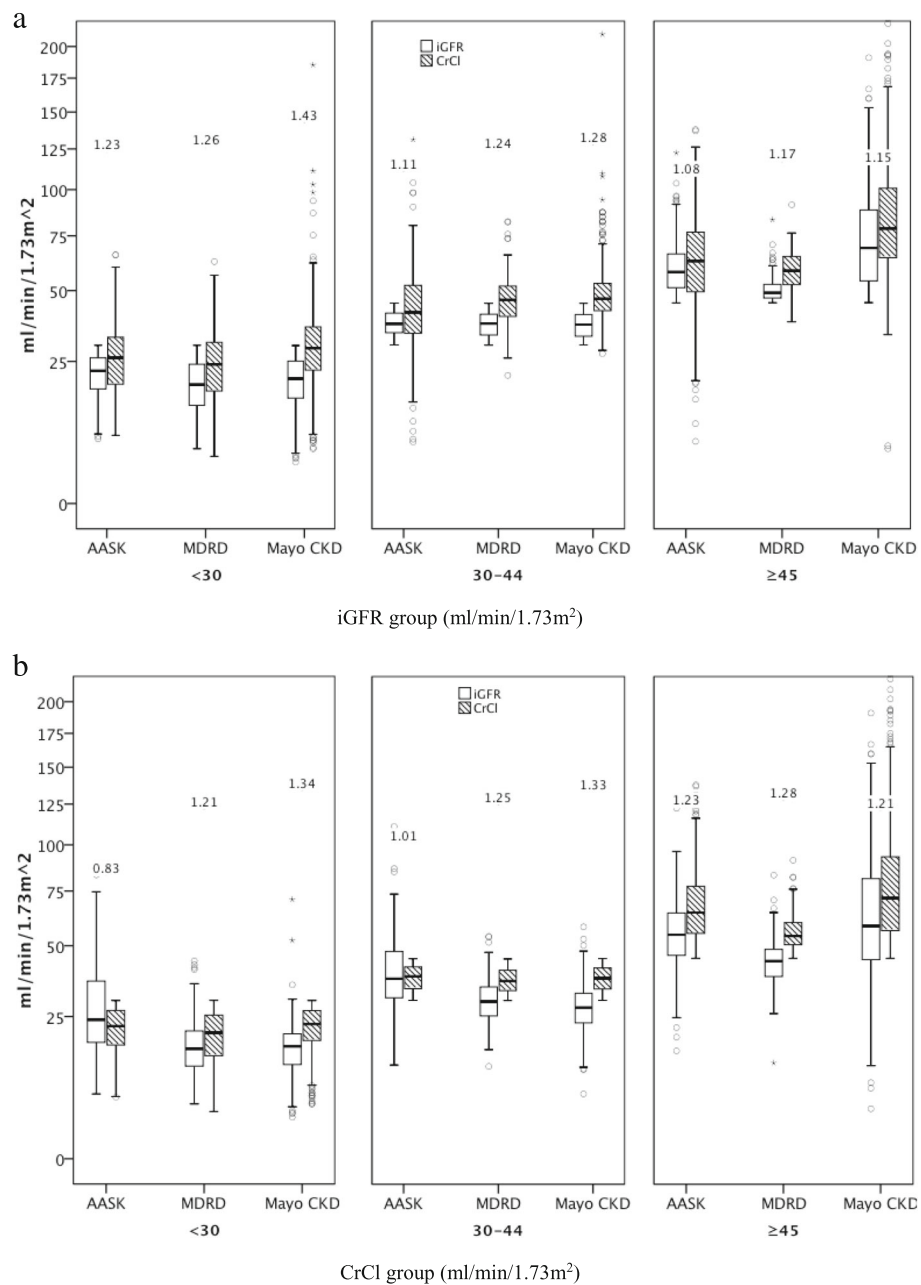 a
200
175
150
125
100
75
50
25
0
ml/min/1.73m^2
iGFR
CrCl
1.23
1.26
1.43
1.11
1.24
1.28
1.08
1.17
1.15
AASK MDRD Mayo CKD
<30
AASK MDRD Mayo CKD
30-44
AASK MDRD Mayo CKD
≥45
iGFR group (ml/min/1.73m²)
b
200
175
150
125
100
75
50
25
0
ml/min/1.73m^2
iGFR
CrCl
0.83
1.21
1.34
1.01
1.25
1.33
1.23
1.28
1.21
AASK MDRD Mayo CKD
<30
AASK MDRD Mayo CKD
30-44
AASK MDRD Mayo CKD
≥45
CrCl group (ml/min/1.73m²)